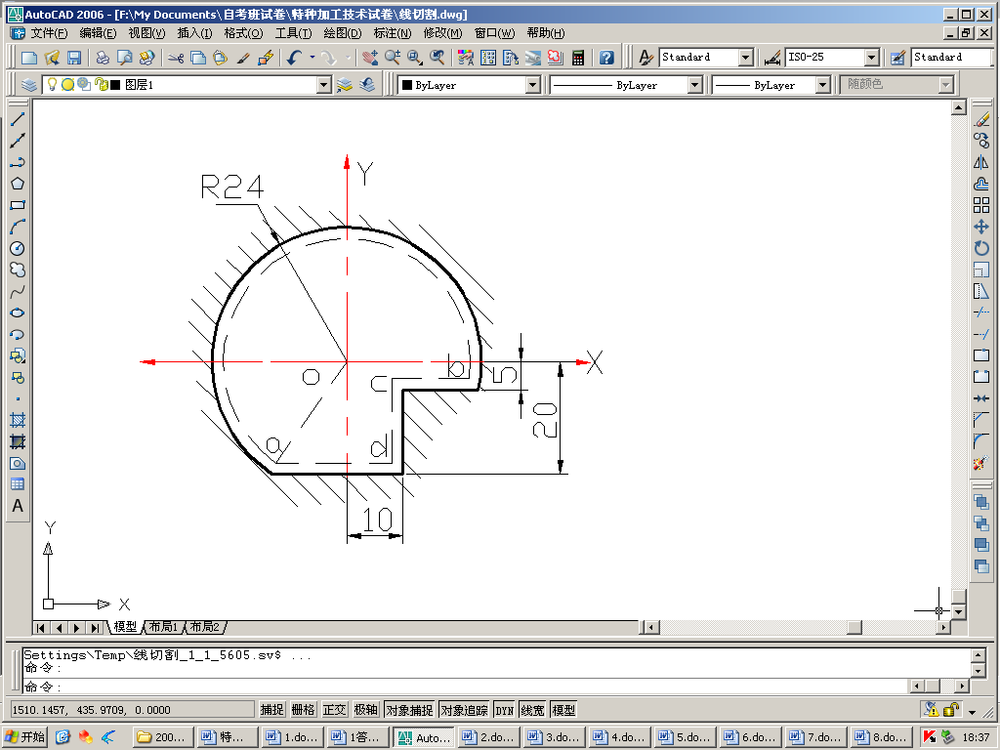 AutoCAD 2006 - [F:\My Documents\自考班试卷\特种加工技术试卷\线切割.dwg]
文件(F) 编辑(E) 视图(V) 插入(I) 格式(O) 工具(T) 绘图(D) 标注(N) 修改(M) 窗口(W) 帮助(H)
Standard ISO-25 Standard
图层1 ByLayer ByLayer ByLayer 随颜色
R24
Y
X
o
n
b
5
20
a
d
10
A
Y
X
模型 布局1 布局2
Settings\Temp\线切割_1_1_5605.sv$ ...
命令:
命令:
1510.1457, 435.9709, 0.0000 捕捉 栅格 正交 极轴 对象捕捉 对象追踪 DYN 线宽 模型
开始 200... 特... 1.do... 1答... Auto... 2.do... 3.do... 4.do... 5.do... 6.do... 7.do... 8.do... 18:37